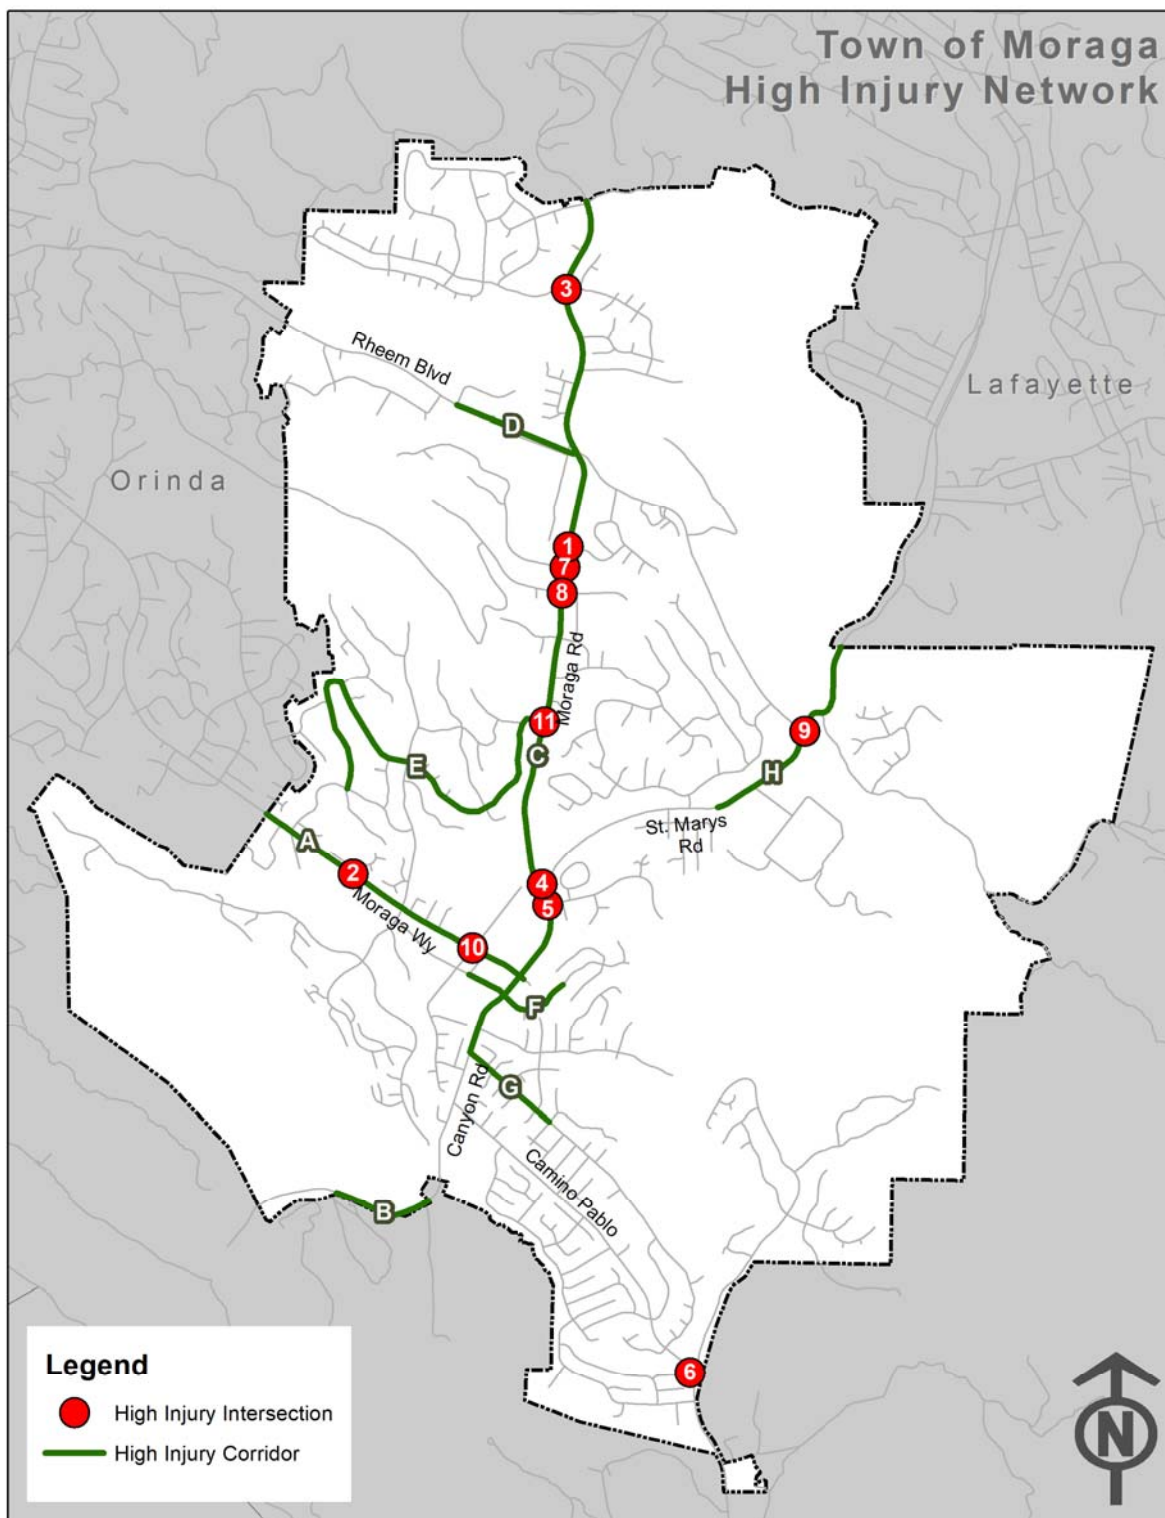 Town of Moraga
High Injury Network
3
Rheem Blvd
Lafayette
D
Orinda
1
7
8
Moraga Rd
11
9
C
E
H
St. Marys
Rd
A
2
4
5
Moraga Wy
10
F
G
Canyon Rd
Camino Pablo
B
6
Legend
High Injury Intersection
High Injury Corridor
N